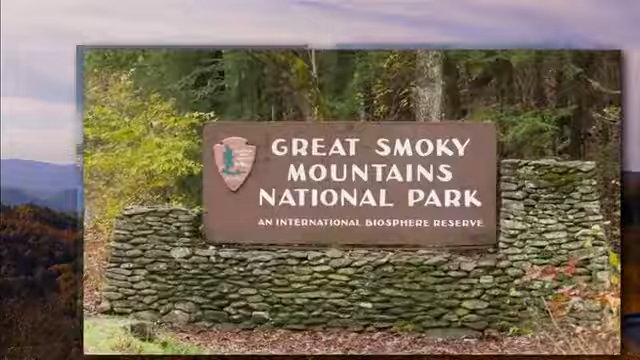 GREAT SMOKY
MOUNTAINS
NATIONAL PARK
AN INTERNATIONAL BIOSPHERE RESERVE